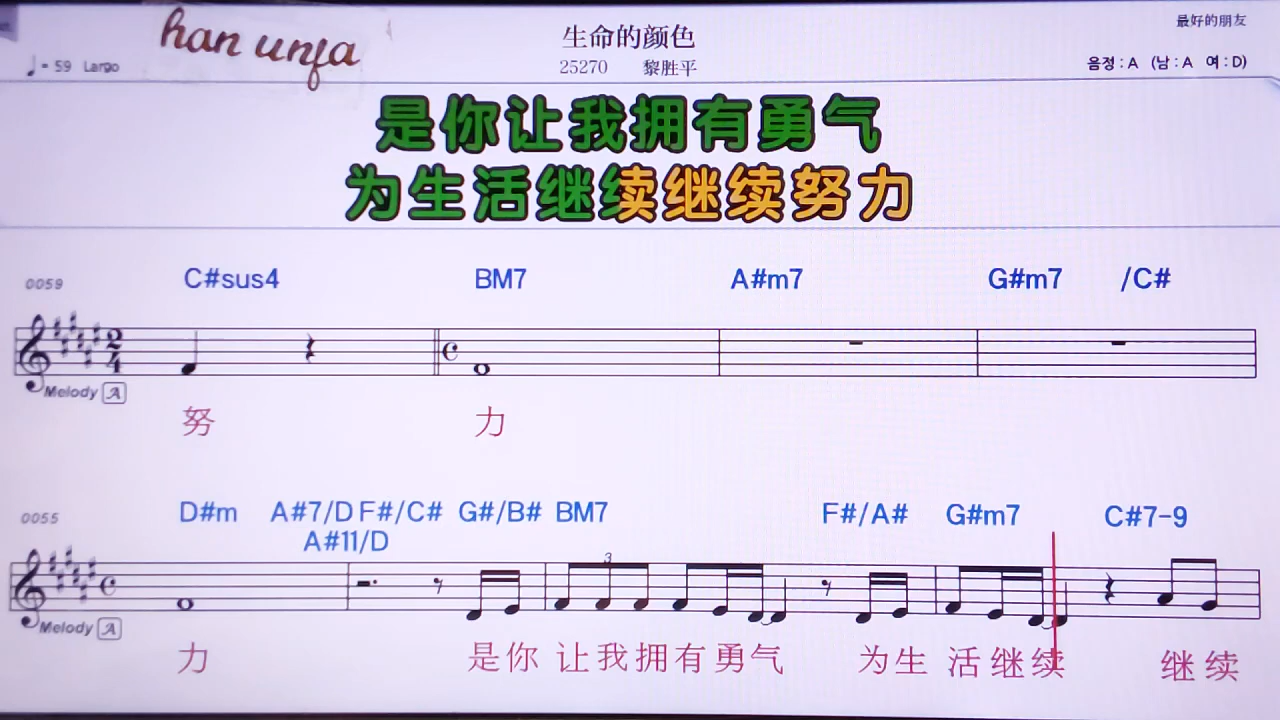 han unfa
生命的颜色
最好的朋友
♩= 59 Largo
25270 黎胜平
음정 : A (남 : A 여 : D)
是你让我拥有勇气
为生活继续继续努力
0059 C#sus4 BM7 A#m7 G#m7 /C#
2/4
Melody A
努 力
0055 D#m A#7/D F#/C# G#/B# BM7 F#/A# G#m7 C#7-9
A#11/D
3
Melody A
力 是你 让我拥有勇气 为生 活继续 继续